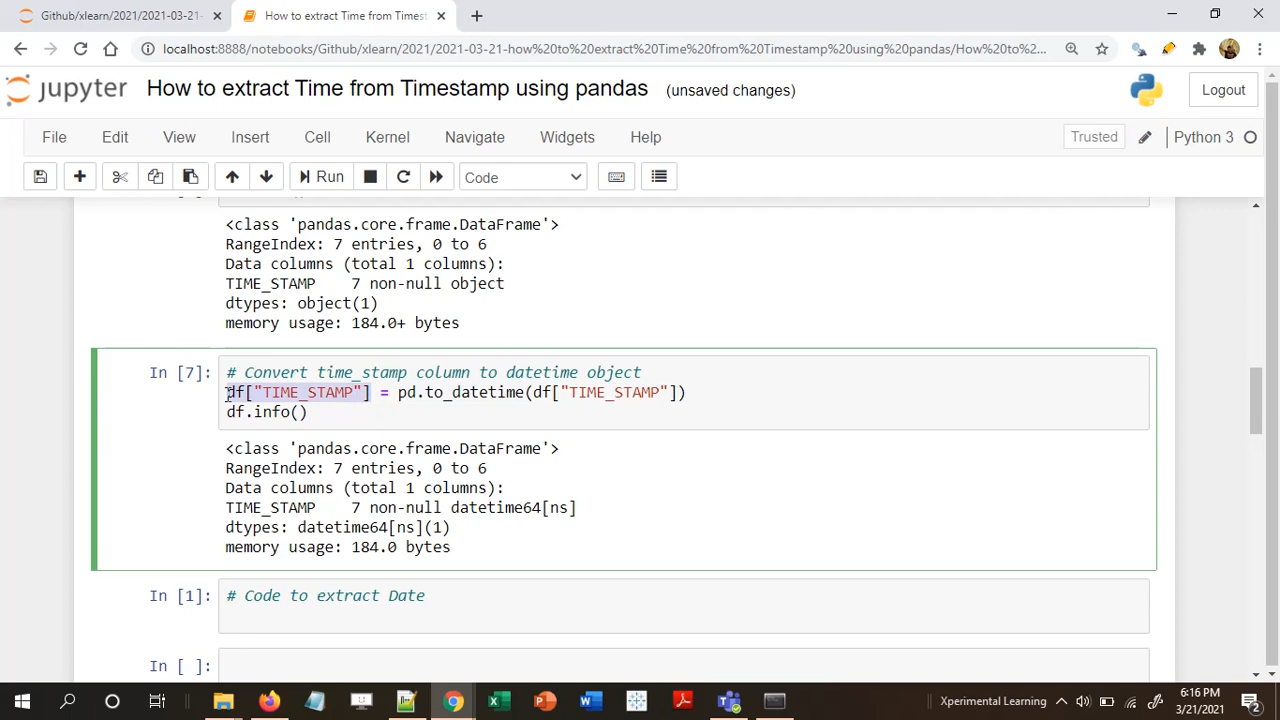 Github/xlearn/2021/2021-03-21-
How to extract Time from Timest
localhost:8888/notebooks/Github/xlearn/2021/2021-03-21-how%20to%20extract%20Time%20from%20Timestamp%20using%20pandas/How%20to%...
jupyter
How to extract Time from Timestamp using pandas (unsaved changes)
Logout
File Edit View Insert Cell Kernel Navigate Widgets Help
Trusted
Python 3
Run
Code
<class 'pandas.core.frame.DataFrame'>
RangeIndex: 7 entries, 0 to 6
Data columns (total 1 columns):
TIME_STAMP 7 non-null object
dtypes: object(1)
memory usage: 184.0+ bytes
In [7]: # Convert time_stamp column to datetime object
df["TIME_STAMP"] = pd.to_datetime(df["TIME_STAMP"])
df.info()
<class 'pandas.core.frame.DataFrame'>
RangeIndex: 7 entries, 0 to 6
Data columns (total 1 columns):
TIME_STAMP 7 non-null datetime64[ns]
dtypes: datetime64[ns](1)
memory usage: 184.0 bytes
In [1]: # Code to extract Date
In [ ]:
Xperimental Learning
6:16 PM
3/21/2021
2